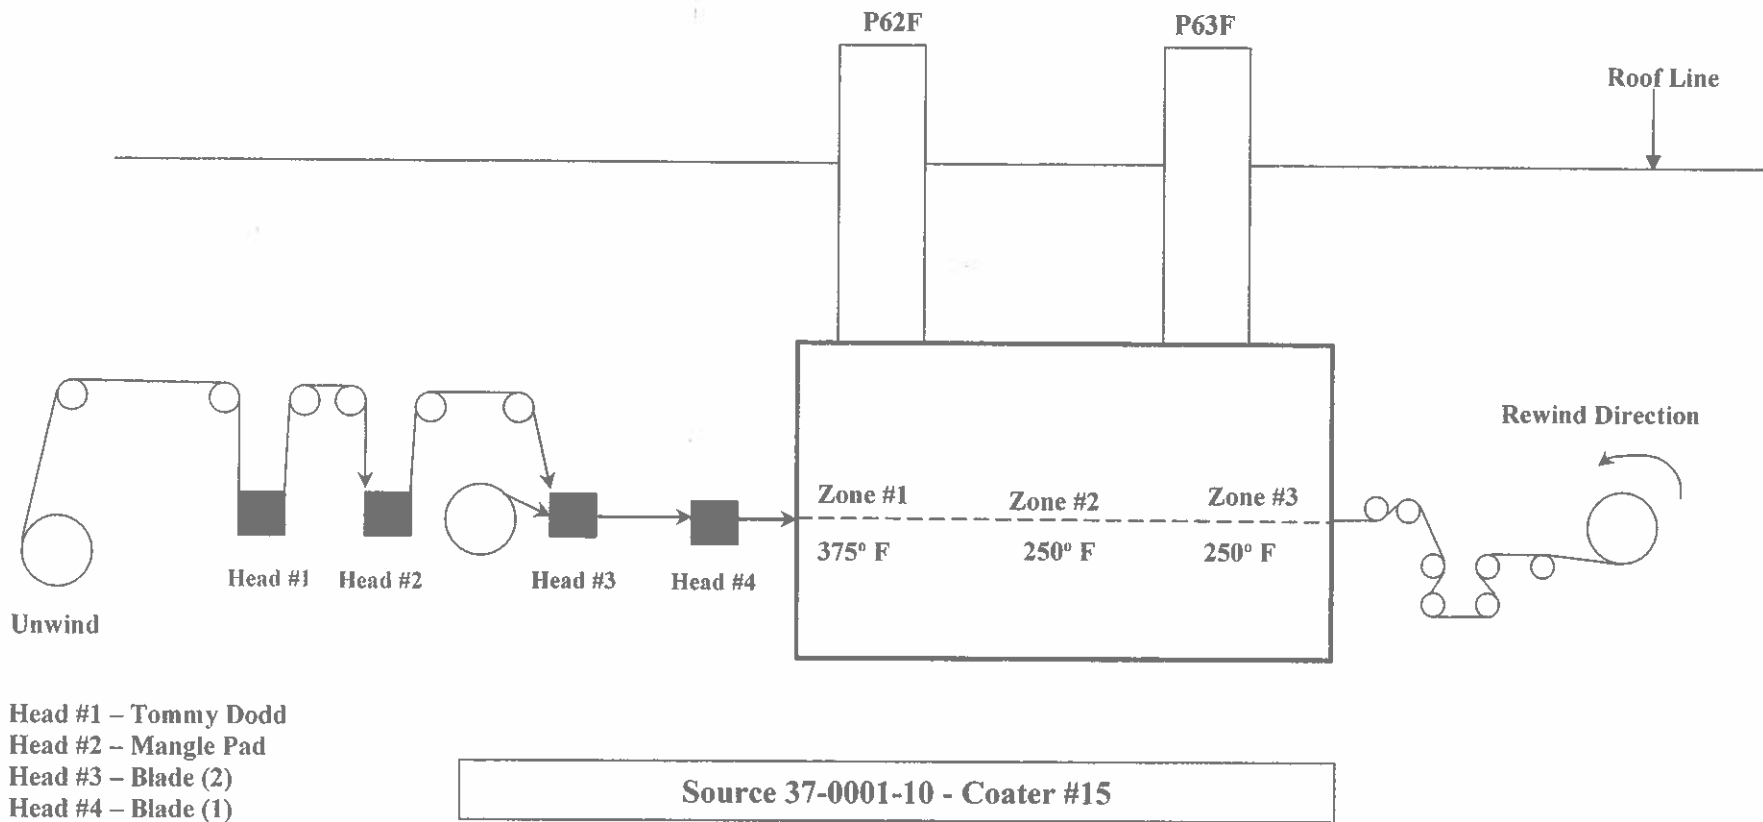 P62F
P63F
Roof Line
Rewind Direction
Zone #1
Zone #2
Zone #3
375° F
250° F
250° F
Head #1
Head #2
Head #3
Head #4
Unwind
Head #1 – Tommy Dodd
Head #2 – Mangle Pad
Head #3 – Blade (2)
Head #4 – Blade (1)
Source 37-0001-10 - Coater #15